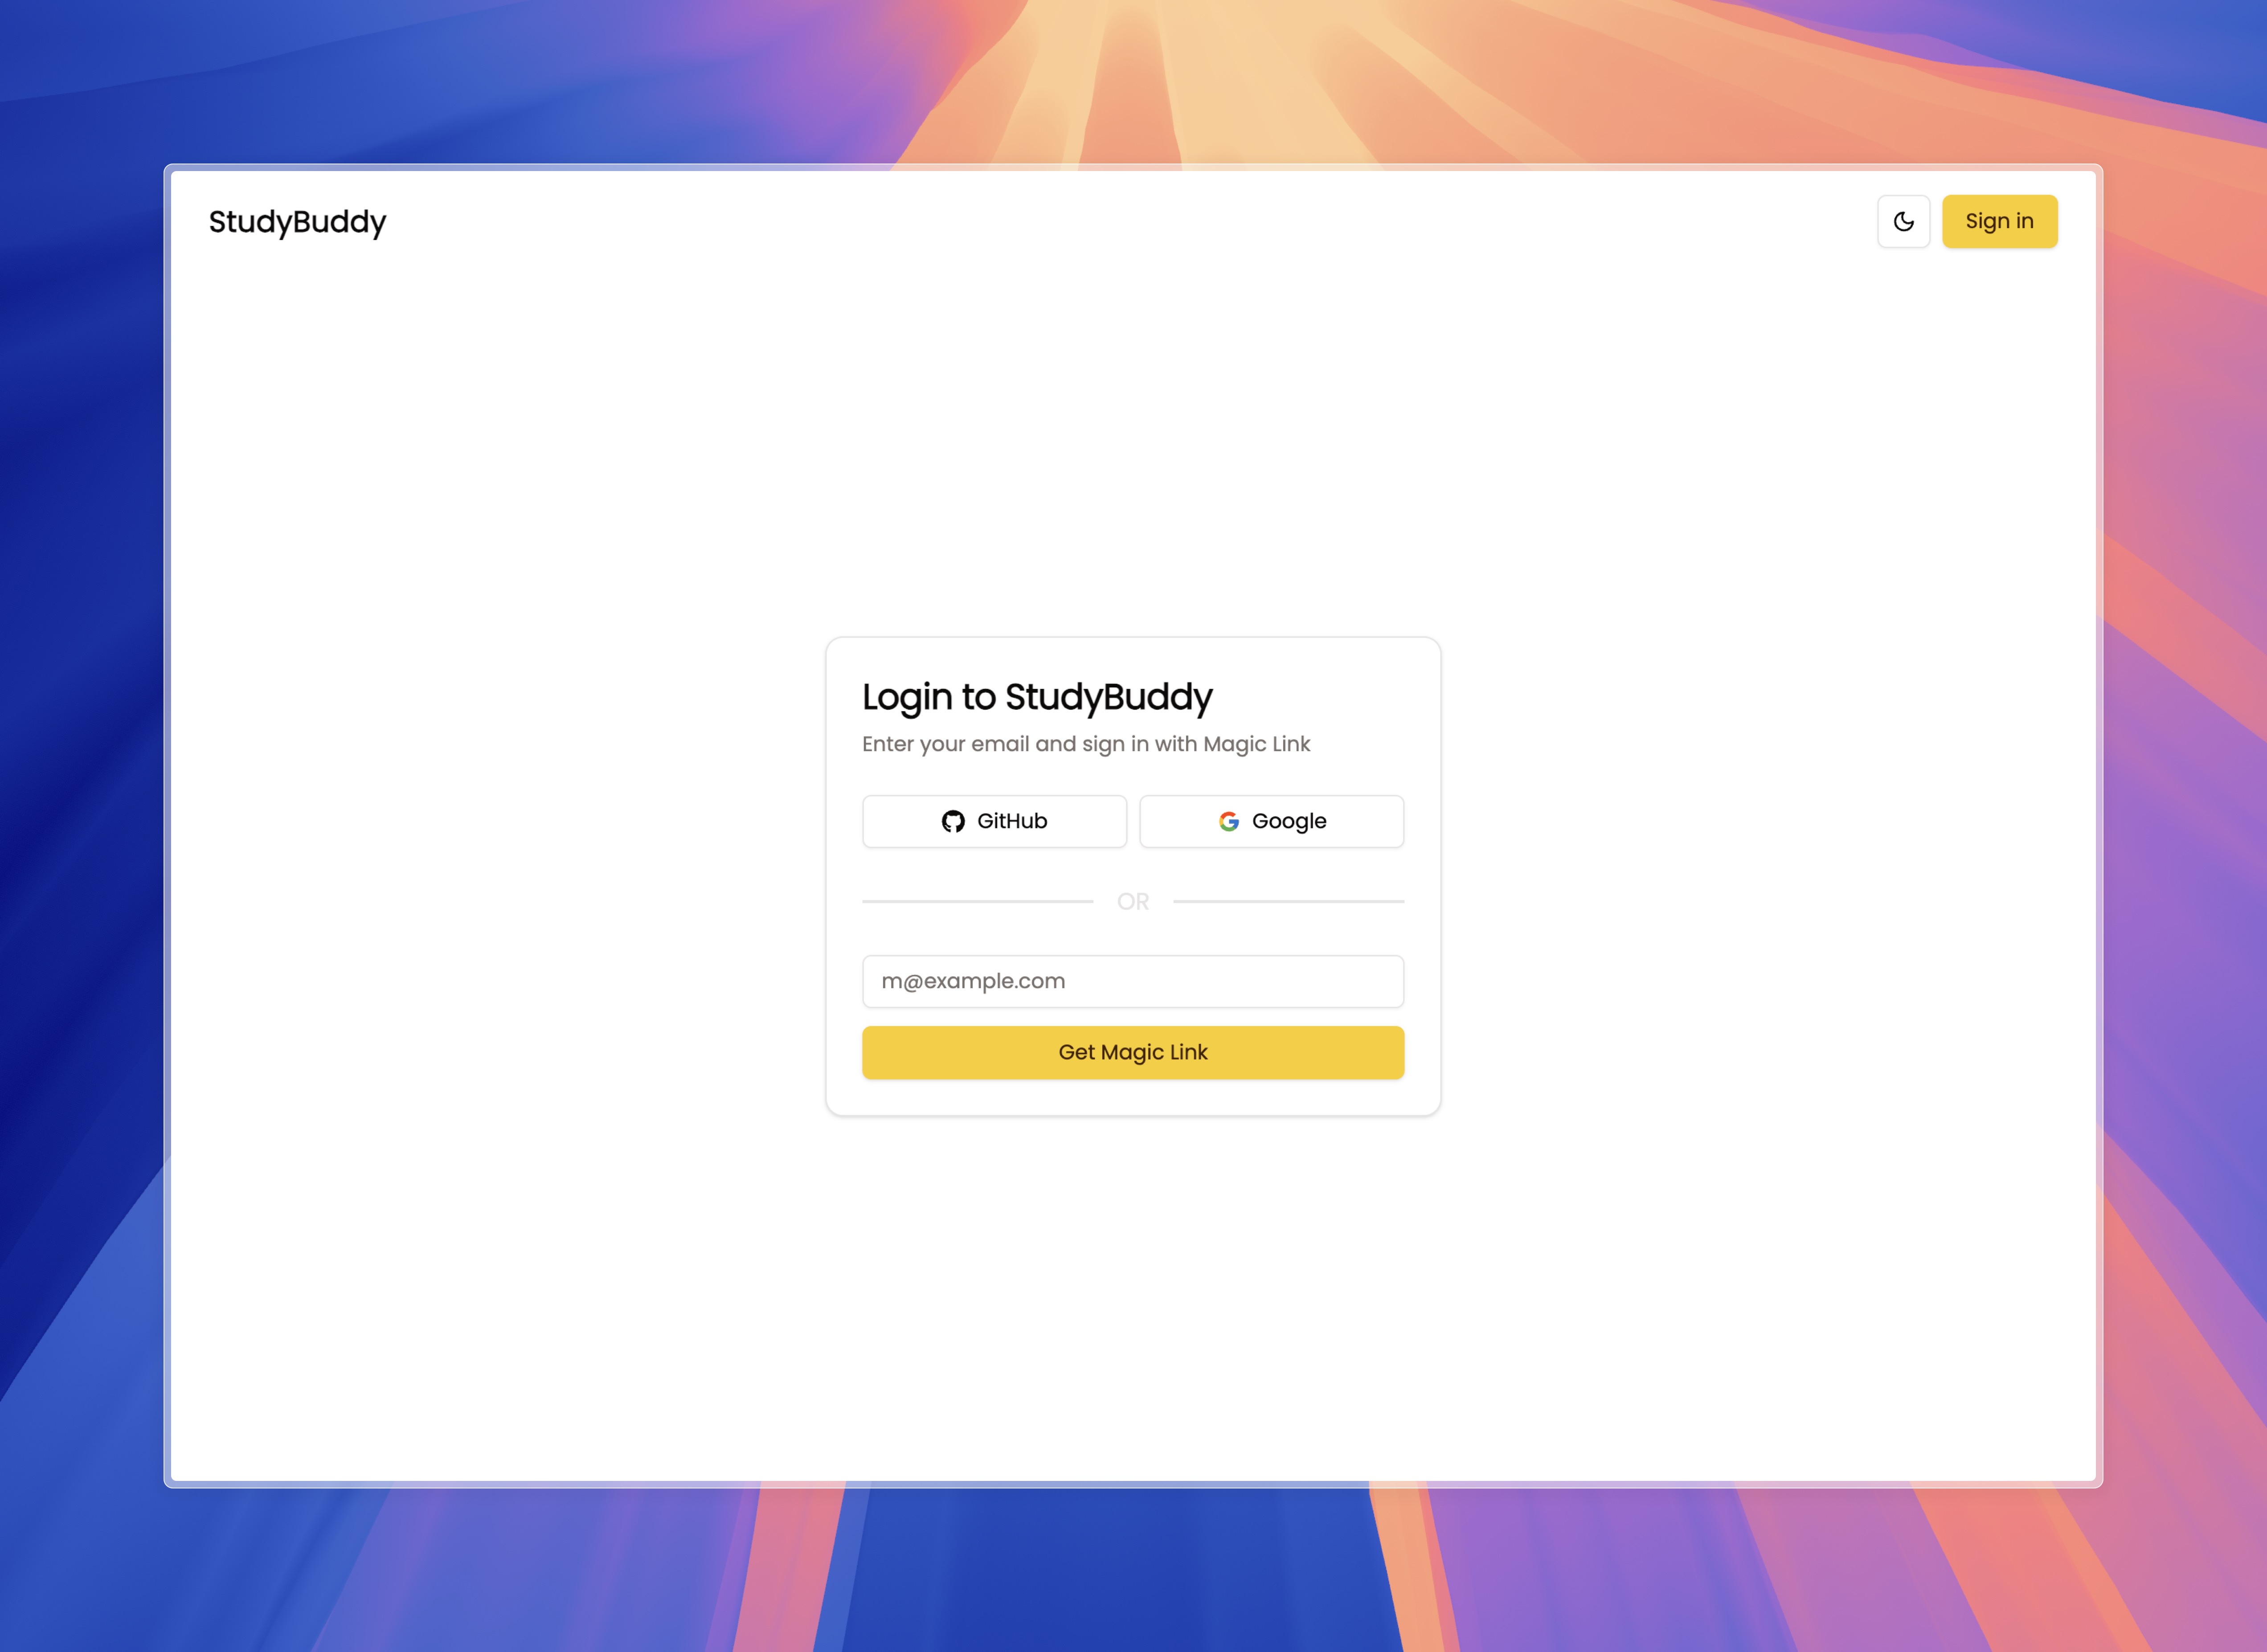 StudyBuddy
Sign in
Login to StudyBuddy
Enter your email and sign in with Magic Link
GitHub
Google
OR
m@example.com
Get Magic Link